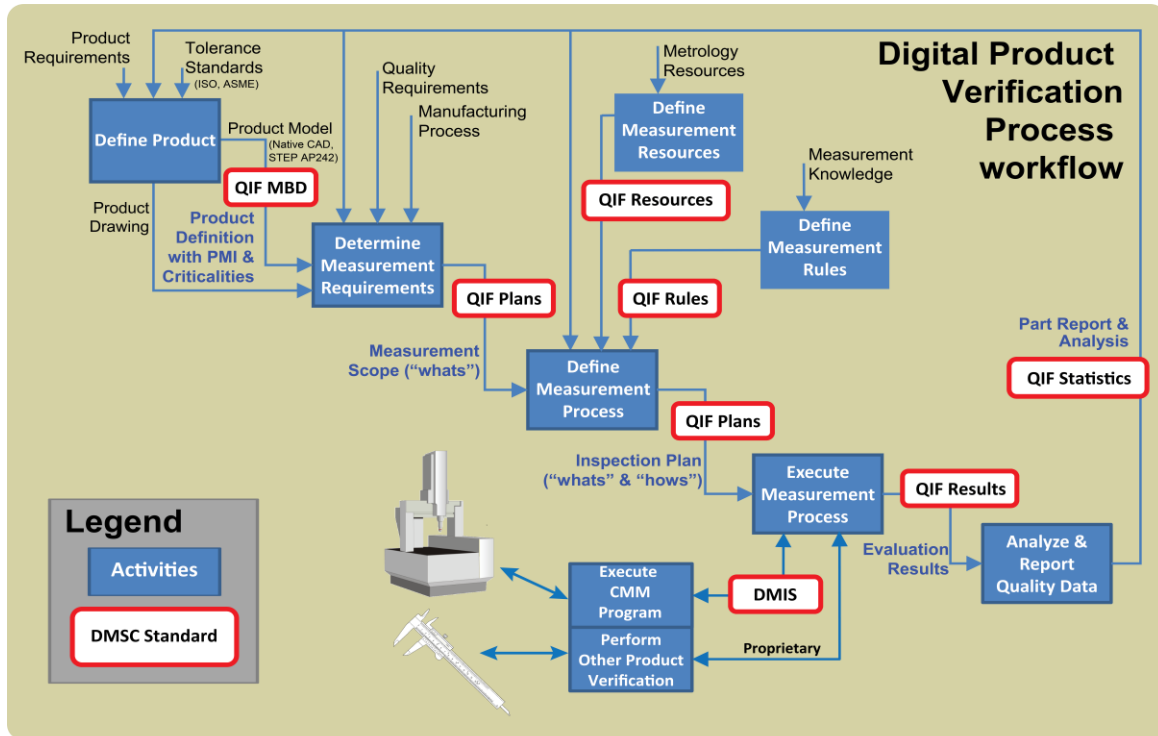 Digital Product
Verification
Process
workflow
Product
Requirements
Tolerance
Standards
(ISO, ASME)
Define Product
Product Model
(Native CAD,
STEP AP242)
QIF MBD
Product
Drawing
Product
Definition
with PMI &
Criticalities
Quality
Requirements
Manufacturing
Process
Determine
Measurement
Requirements
QIF Plans
Measurement
Scope (“whats”)
Metrology
Resources
Define
Measurement
Resources
QIF Resources
Measurement
Knowledge
Define
Measurement
Rules
QIF Rules
Define
Measurement
Process
QIF Plans
Inspection Plan
(“whats” & “hows”)
Execute
Measurement
Process
QIF Results
Evaluation
Results
Analyze &
Report
Quality Data
Part Report &
Analysis
QIF Statistics
Execute
CMM
Program
DMIS
Perform
Other Product
Verification
Proprietary
Legend
Activities
DMSC Standard